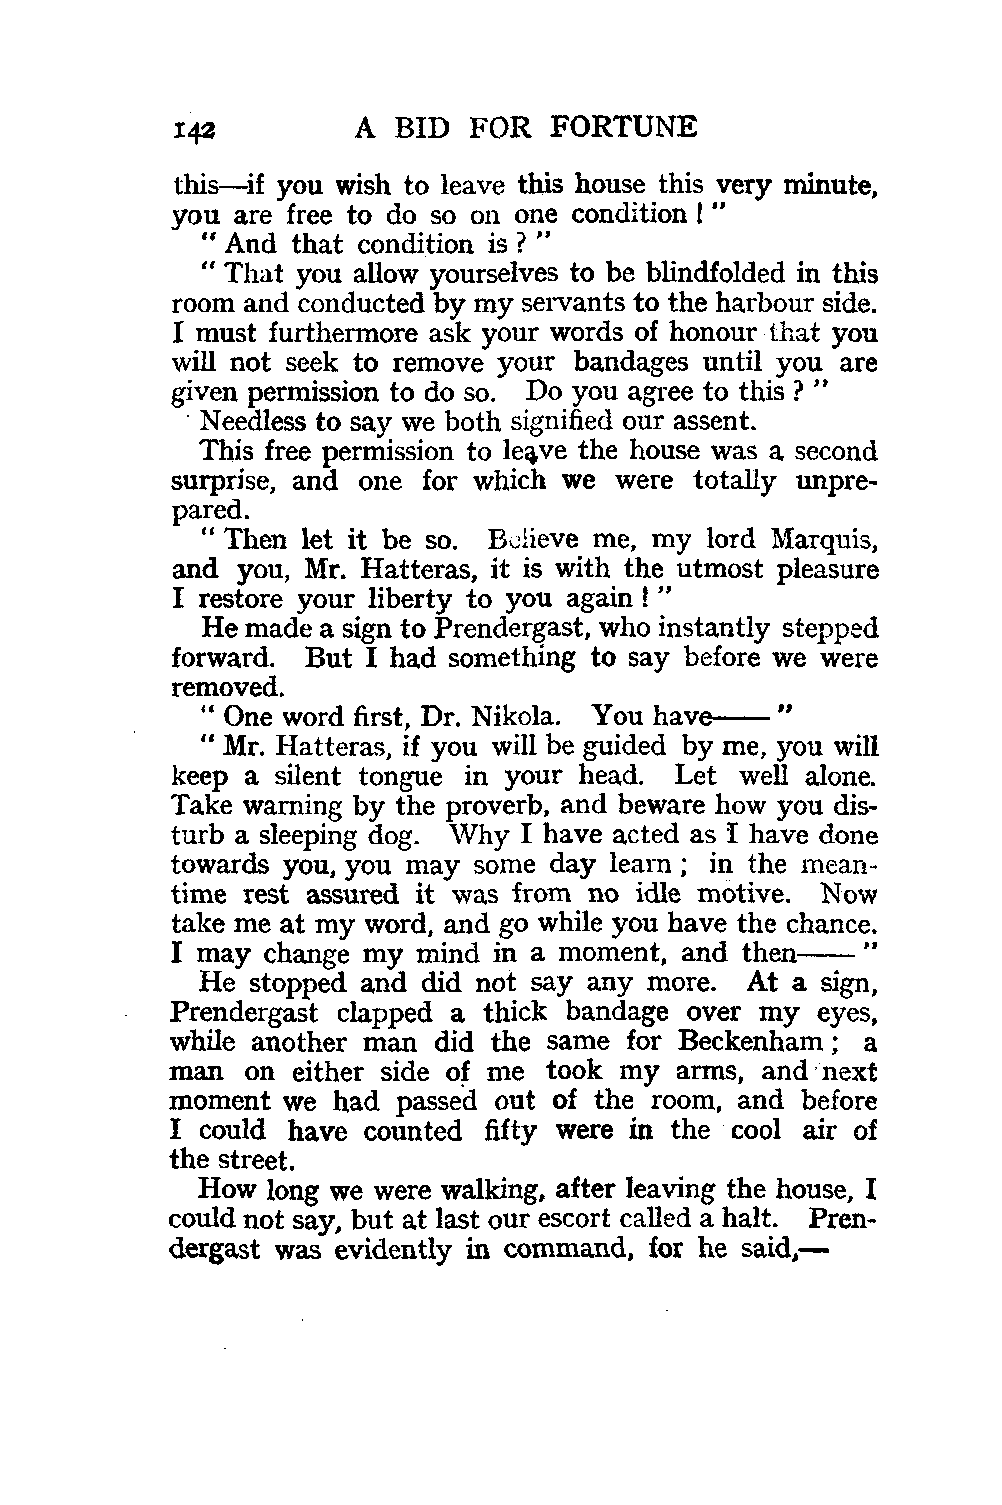 142 A BID FOR FORTUNE
this—if you wish to leave this house this very minute,
you are free to do so on one condition ! "
" And that condition is ? "
" That you allow yourselves to be blindfolded in this
room and conducted by my servants to the harbour side.
I must furthermore ask your words of honour that you
will not seek to remove your bandages until you are
given permission to do so. Do you agree to this ? "
Needless to say we both signified our assent.
This free permission to leave the house was a second
surprise, and one for which we were totally unpre-
pared.
" Then let it be so. Believe me, my lord Marquis,
and you, Mr. Hatteras, it is with the utmost pleasure
I restore your liberty to you again ! "
He made a sign to Prendergast, who instantly stepped
forward. But I had something to say before we were
removed.
" One word first, Dr. Nikola. You have—— "
" Mr. Hatteras, if you will be guided by me, you will
keep a silent tongue in your head. Let well alone.
Take warning by the proverb, and beware how you dis-
turb a sleeping dog. Why I have acted as I have done
towards you, you may some day learn ; in the mean-
time rest assured it was from no idle motive. Now
take me at my word, and go while you have the chance.
I may change my mind in a moment, and then—— "
He stopped and did not say any more. At a sign,
Prendergast clapped a thick bandage over my eyes,
while another man did the same for Beckenham ; a
man on either side of me took my arms, and next
moment we had passed out of the room, and before
I could have counted fifty were in the cool air of
the street.
How long we were walking, after leaving the house, I
could not say, but at last our escort called a halt. Pren-
dergast was evidently in command, for he said,—